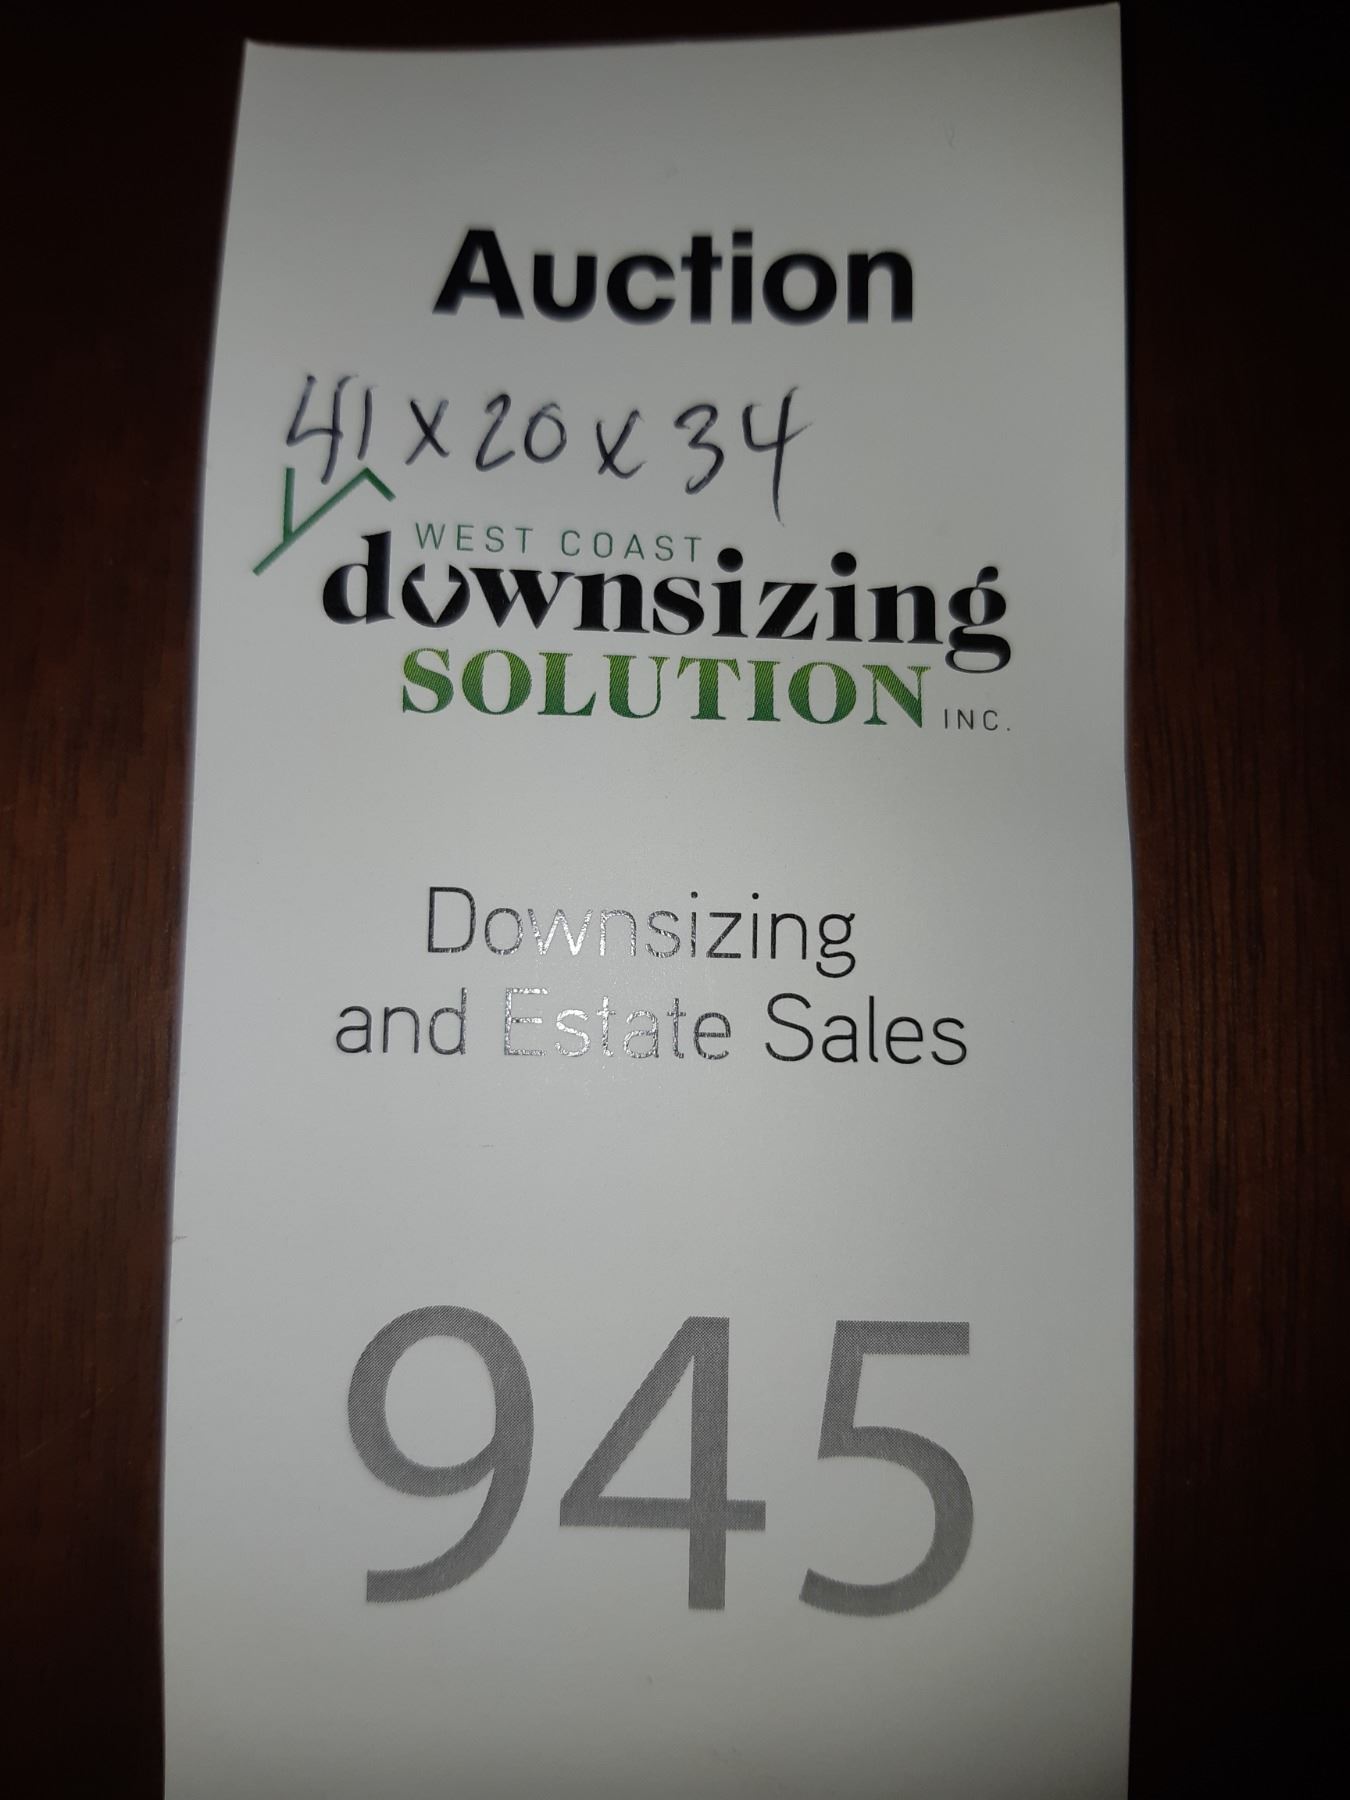 Auction
41 x 20 x 34
WEST COAST
downsizing
SOLUTION INC.
Downsizing
and Estate Sales
945